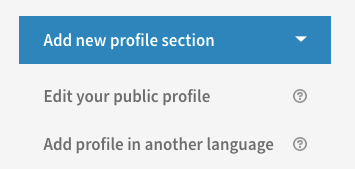 Add new profile section
Edit your public profile
Add profile in another language